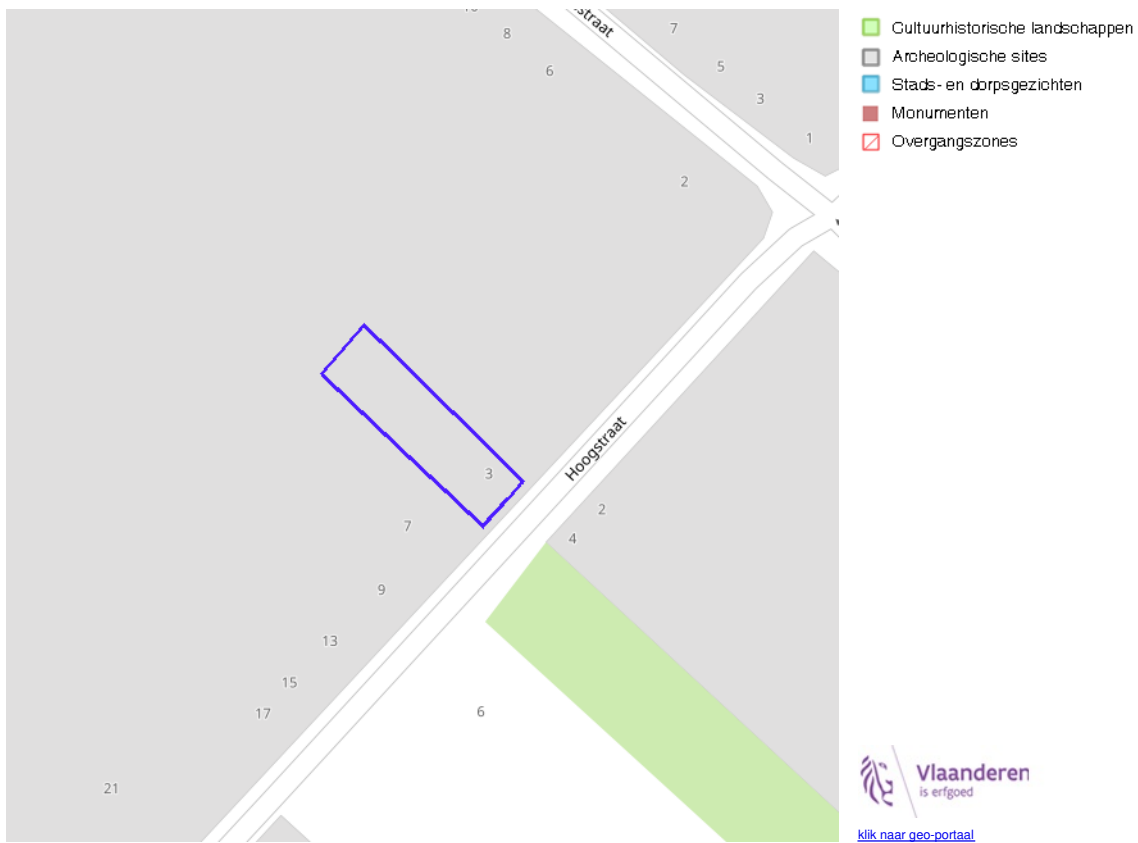 8
6
7
5
3
1
2
Hoogstraat
3
2
4
7
9
13
15
17
6
21
Cultuurhistorische landschappen
Archeologische sites
Stads- en dorpsgezichten
Monumenten
Overgangszones
Vlaanderen
is erfgoed
klik naar geo-portaal